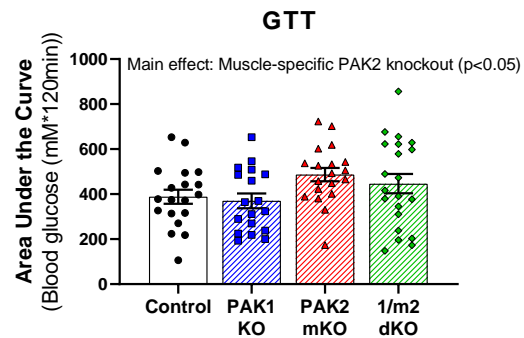 GTT
Main effect: Muscle-specific PAK2 knockout (p<0.05)
Area Under the Curve
(Blood glucose (mM*120min))
1000
800
600
400
200
0
Control
PAK1
KO
PAK2
mKO
1/m2
dKO